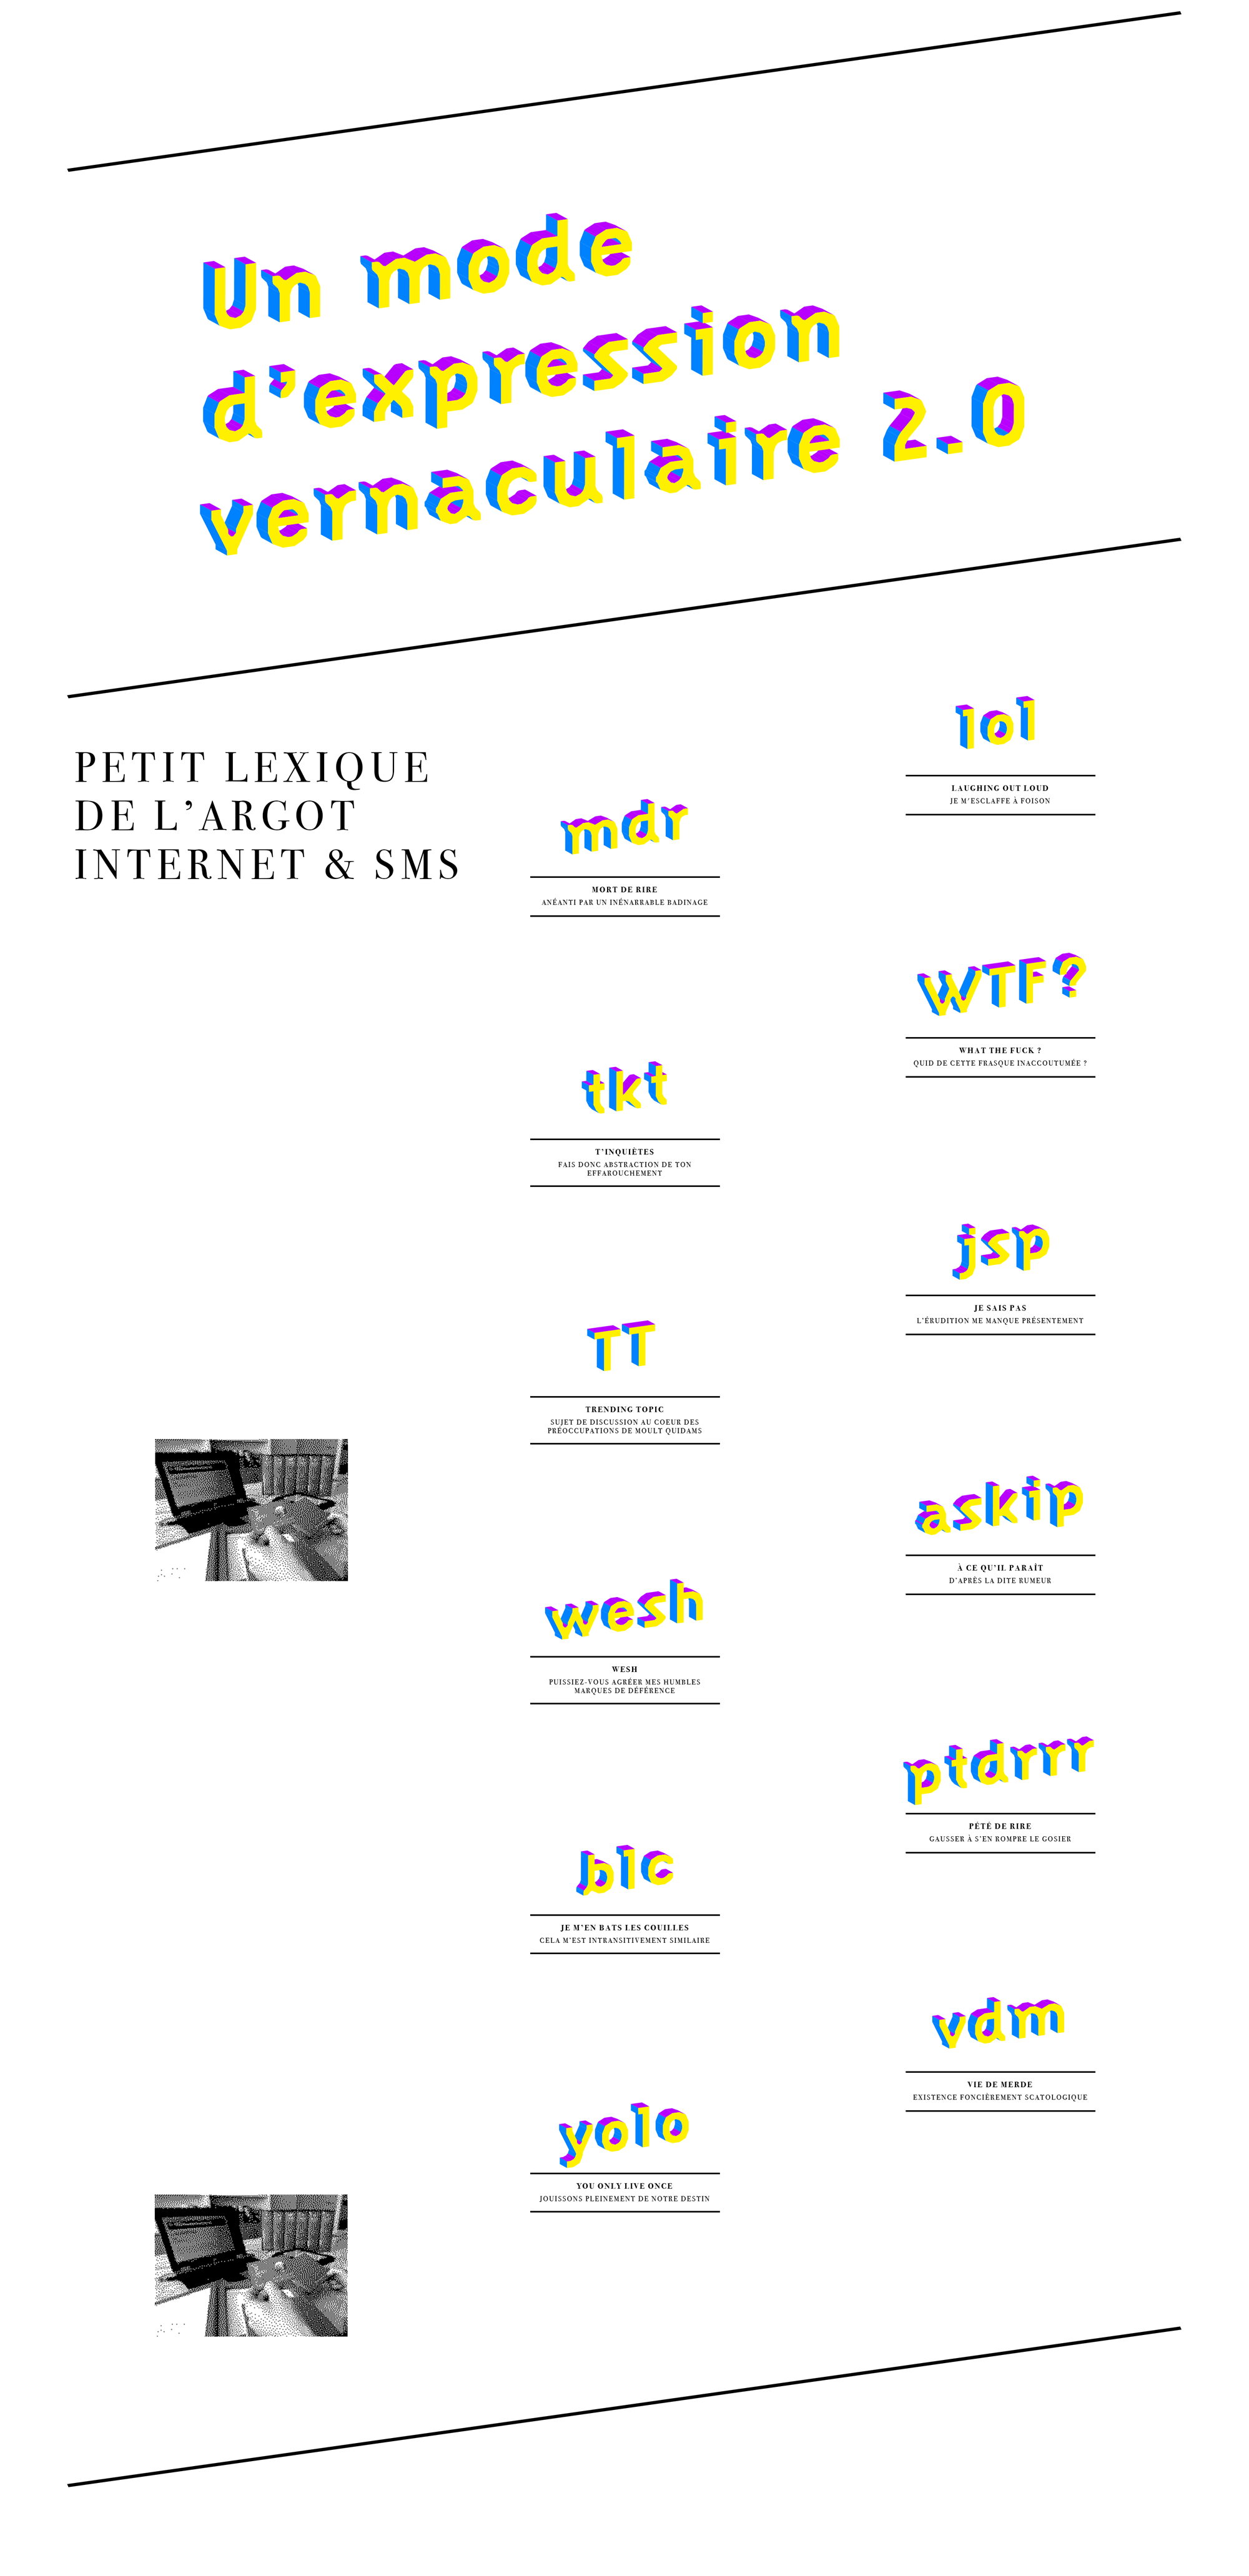 Un mode
d’expression
vernaculaire 2.0
PETIT LEXIQUE
DE L’ARGOT
INTERNET & SMS
lol
LAUGHING OUT LOUD
JE M’ESCLAFFE À FOISON
mdr
MORT DE RIRE
ANÉANTI PAR UN INÉNARRABLE BADINAGE
WTF?
WHAT THE FUCK ?
QUID DE CETTE FRASQUE INACCOUTUMÉE ?
tkt
T’INQUIÈTES
FAIS DONC ABSTRACTION DE TON
EFFAROUCHEMENT
jsp
JE SAIS PAS
L’ÉRUDITION ME MANQUE PRÉSENTEMENT
TT
TRENDING TOPIC
SUJET DE DISCUSSION AU COEUR DES
PRÉOCCUPATIONS DE MOULT QUIDAMS
askip
À CE QU’IL PARAÎT
D’APRÈS LA DITE RUMEUR
wesh
WESH
PUISSIEZ-VOUS AGRÉER MES HUMBLES
MARQUES DE DÉFÉRENCE
ptdrrr
PÉTÉ DE RIRE
GAUSSER À S’EN ROMPRE LE GOSIER
blc
JE M’EN BATS LES COUILLES
CELA M’EST INTRANSITIVEMENT SIMILAIRE
vdm
VIE DE MERDE
EXISTENCE FONCIÈREMENT SCATOLOGIQUE
yolo
YOU ONLY LIVE ONCE
JOUISSONS PLEINEMENT DE NOTRE DESTIN